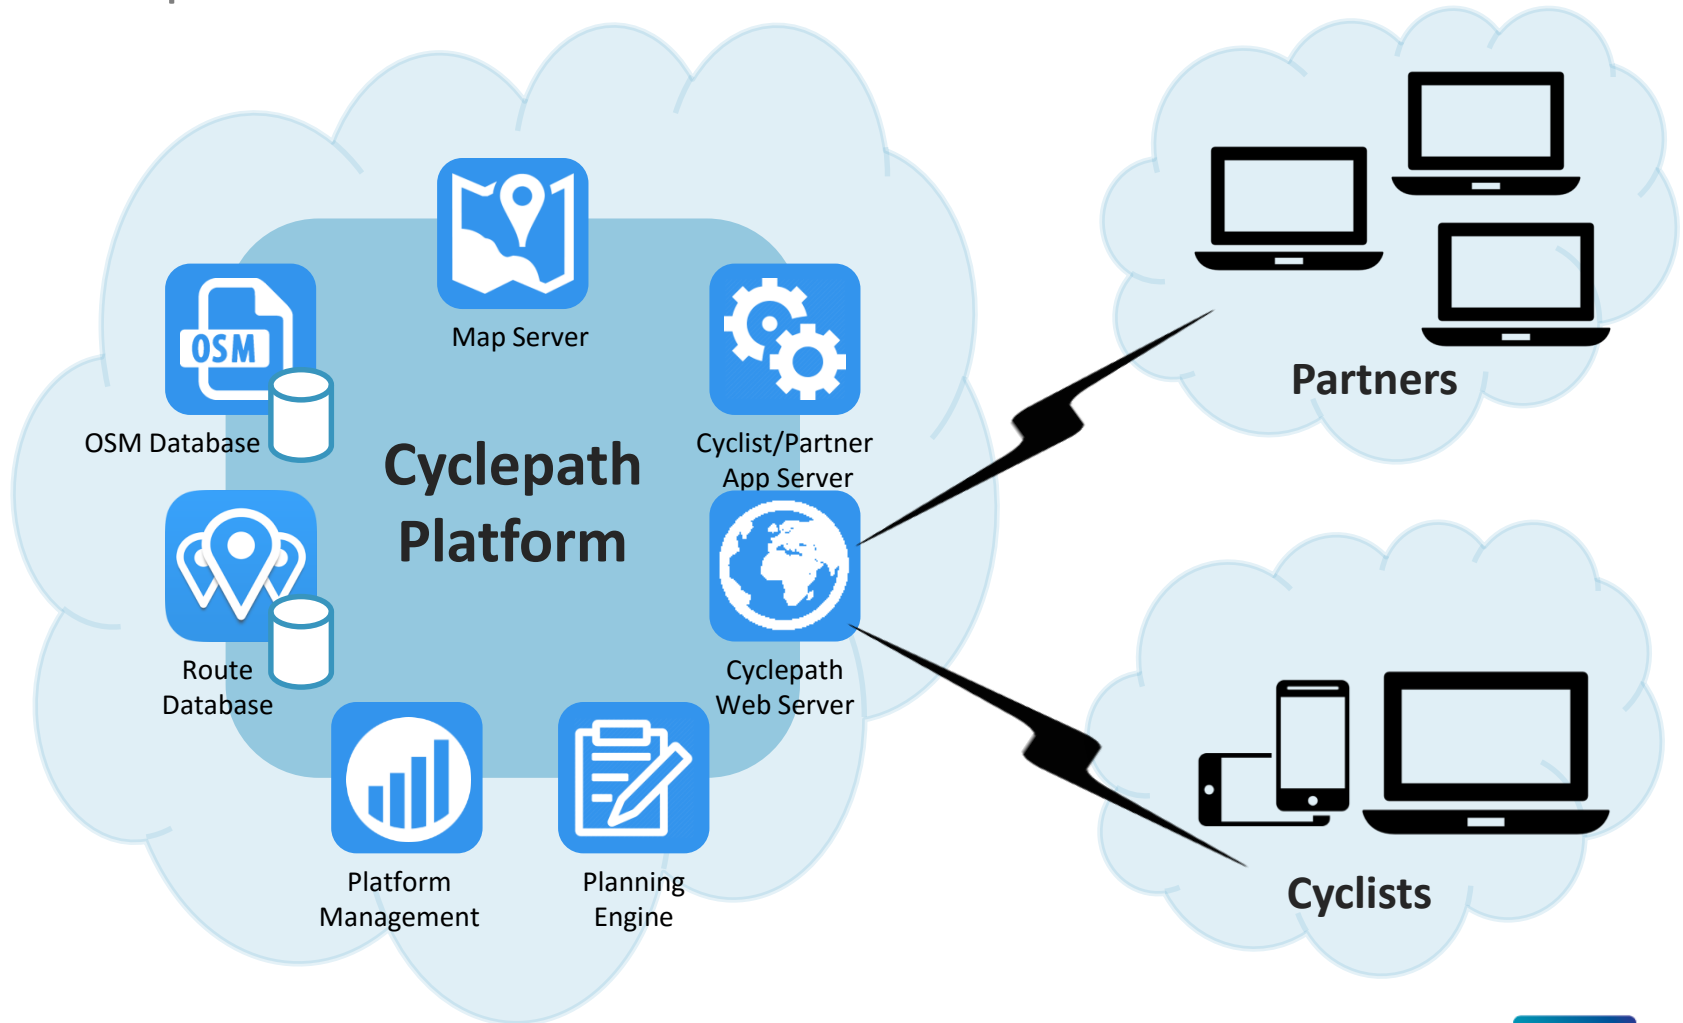 Map Server
OSM
OSM Database
Cyclist/Partner
App Server
Cyclepath
Platform
Route
Database
Cyclepath
Web Server
Platform
Management
Planning
Engine
Partners
Cyclists